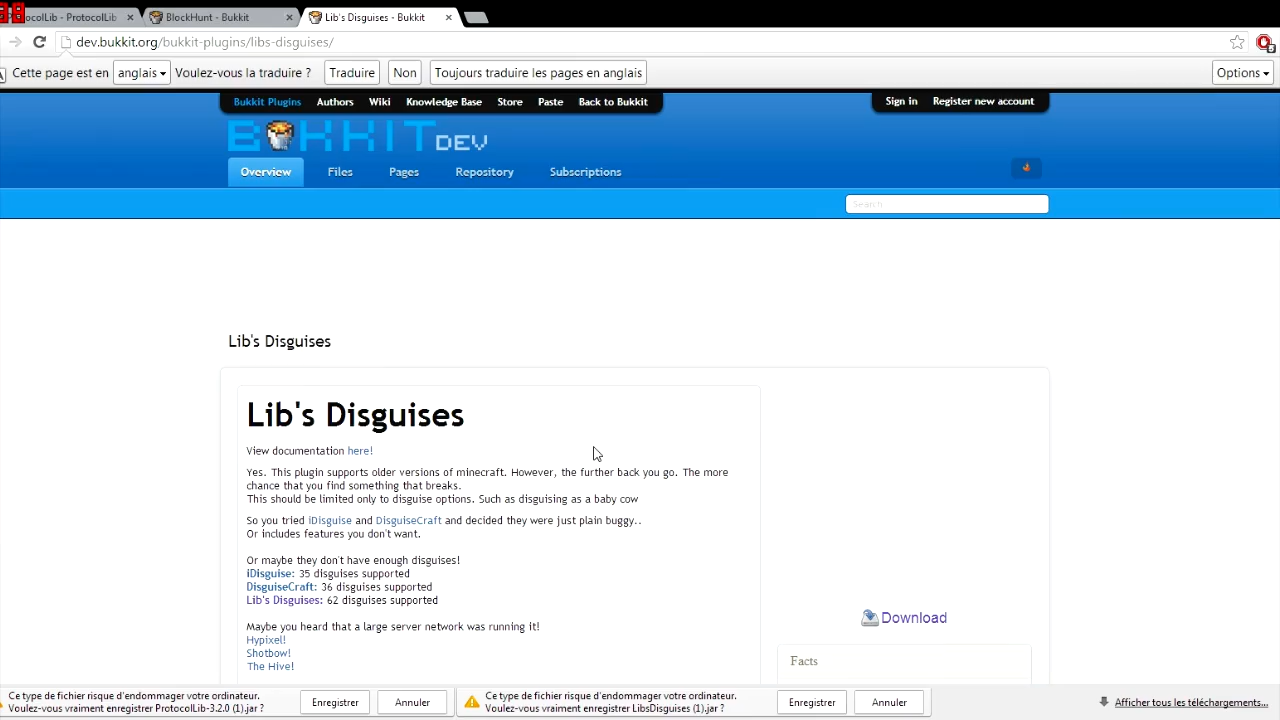 ocolLib - ProtocolLib
BlockHunt - Bukkit
Lib's Disguises - Bukkit
dev.bukkit.org/bukkit-plugins/libs-disguises/
Cette page est en anglais Voulez-vous la traduire ? Traduire Non Toujours traduire les pages en anglais Options
Bukkit Plugins Authors Wiki Knowledge Base Store Paste Back to Bukkit Sign in Register new account
BUKKIT DEV
Overview Files Pages Repository Subscriptions
Search
Lib's Disguises
Lib's Disguises
View documentation here!
Yes. This plugin supports older versions of minecraft. However, the further back you go. The more
chance that you find something that breaks.
This should be limited only to disguise options. Such as disguising as a baby cow
So you tried iDisguise and DisguiseCraft and decided they were just plain buggy..
Or includes features you don't want.
Or maybe they don't have enough disguises!
iDisguise: 35 disguises supported
DisguiseCraft: 36 disguises supported
Lib's Disguises: 62 disguises supported
Maybe you heard that a large server network was running it!
Hypixel!
Shotbow!
The Hive!
Download
Facts
Ce type de fichier risque d'endommager votre ordinateur.
Voulez-vous vraiment enregistrer ProtocolLib-3.2.0 (1).jar ?
Enregistrer Annuler
Ce type de fichier risque d'endommager votre ordinateur.
Voulez-vous vraiment enregistrer LibsDisguises (1).jar ?
Enregistrer Annuler
Afficher tous les téléchargements...